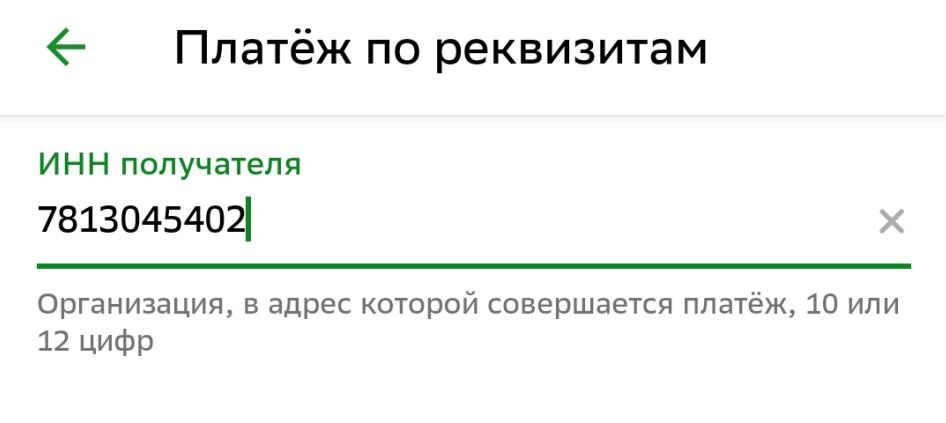 Платёж по реквизитам
ИНН получателя
7813045402
Организация, в адрес которой совершается платёж, 10 или
12 цифр